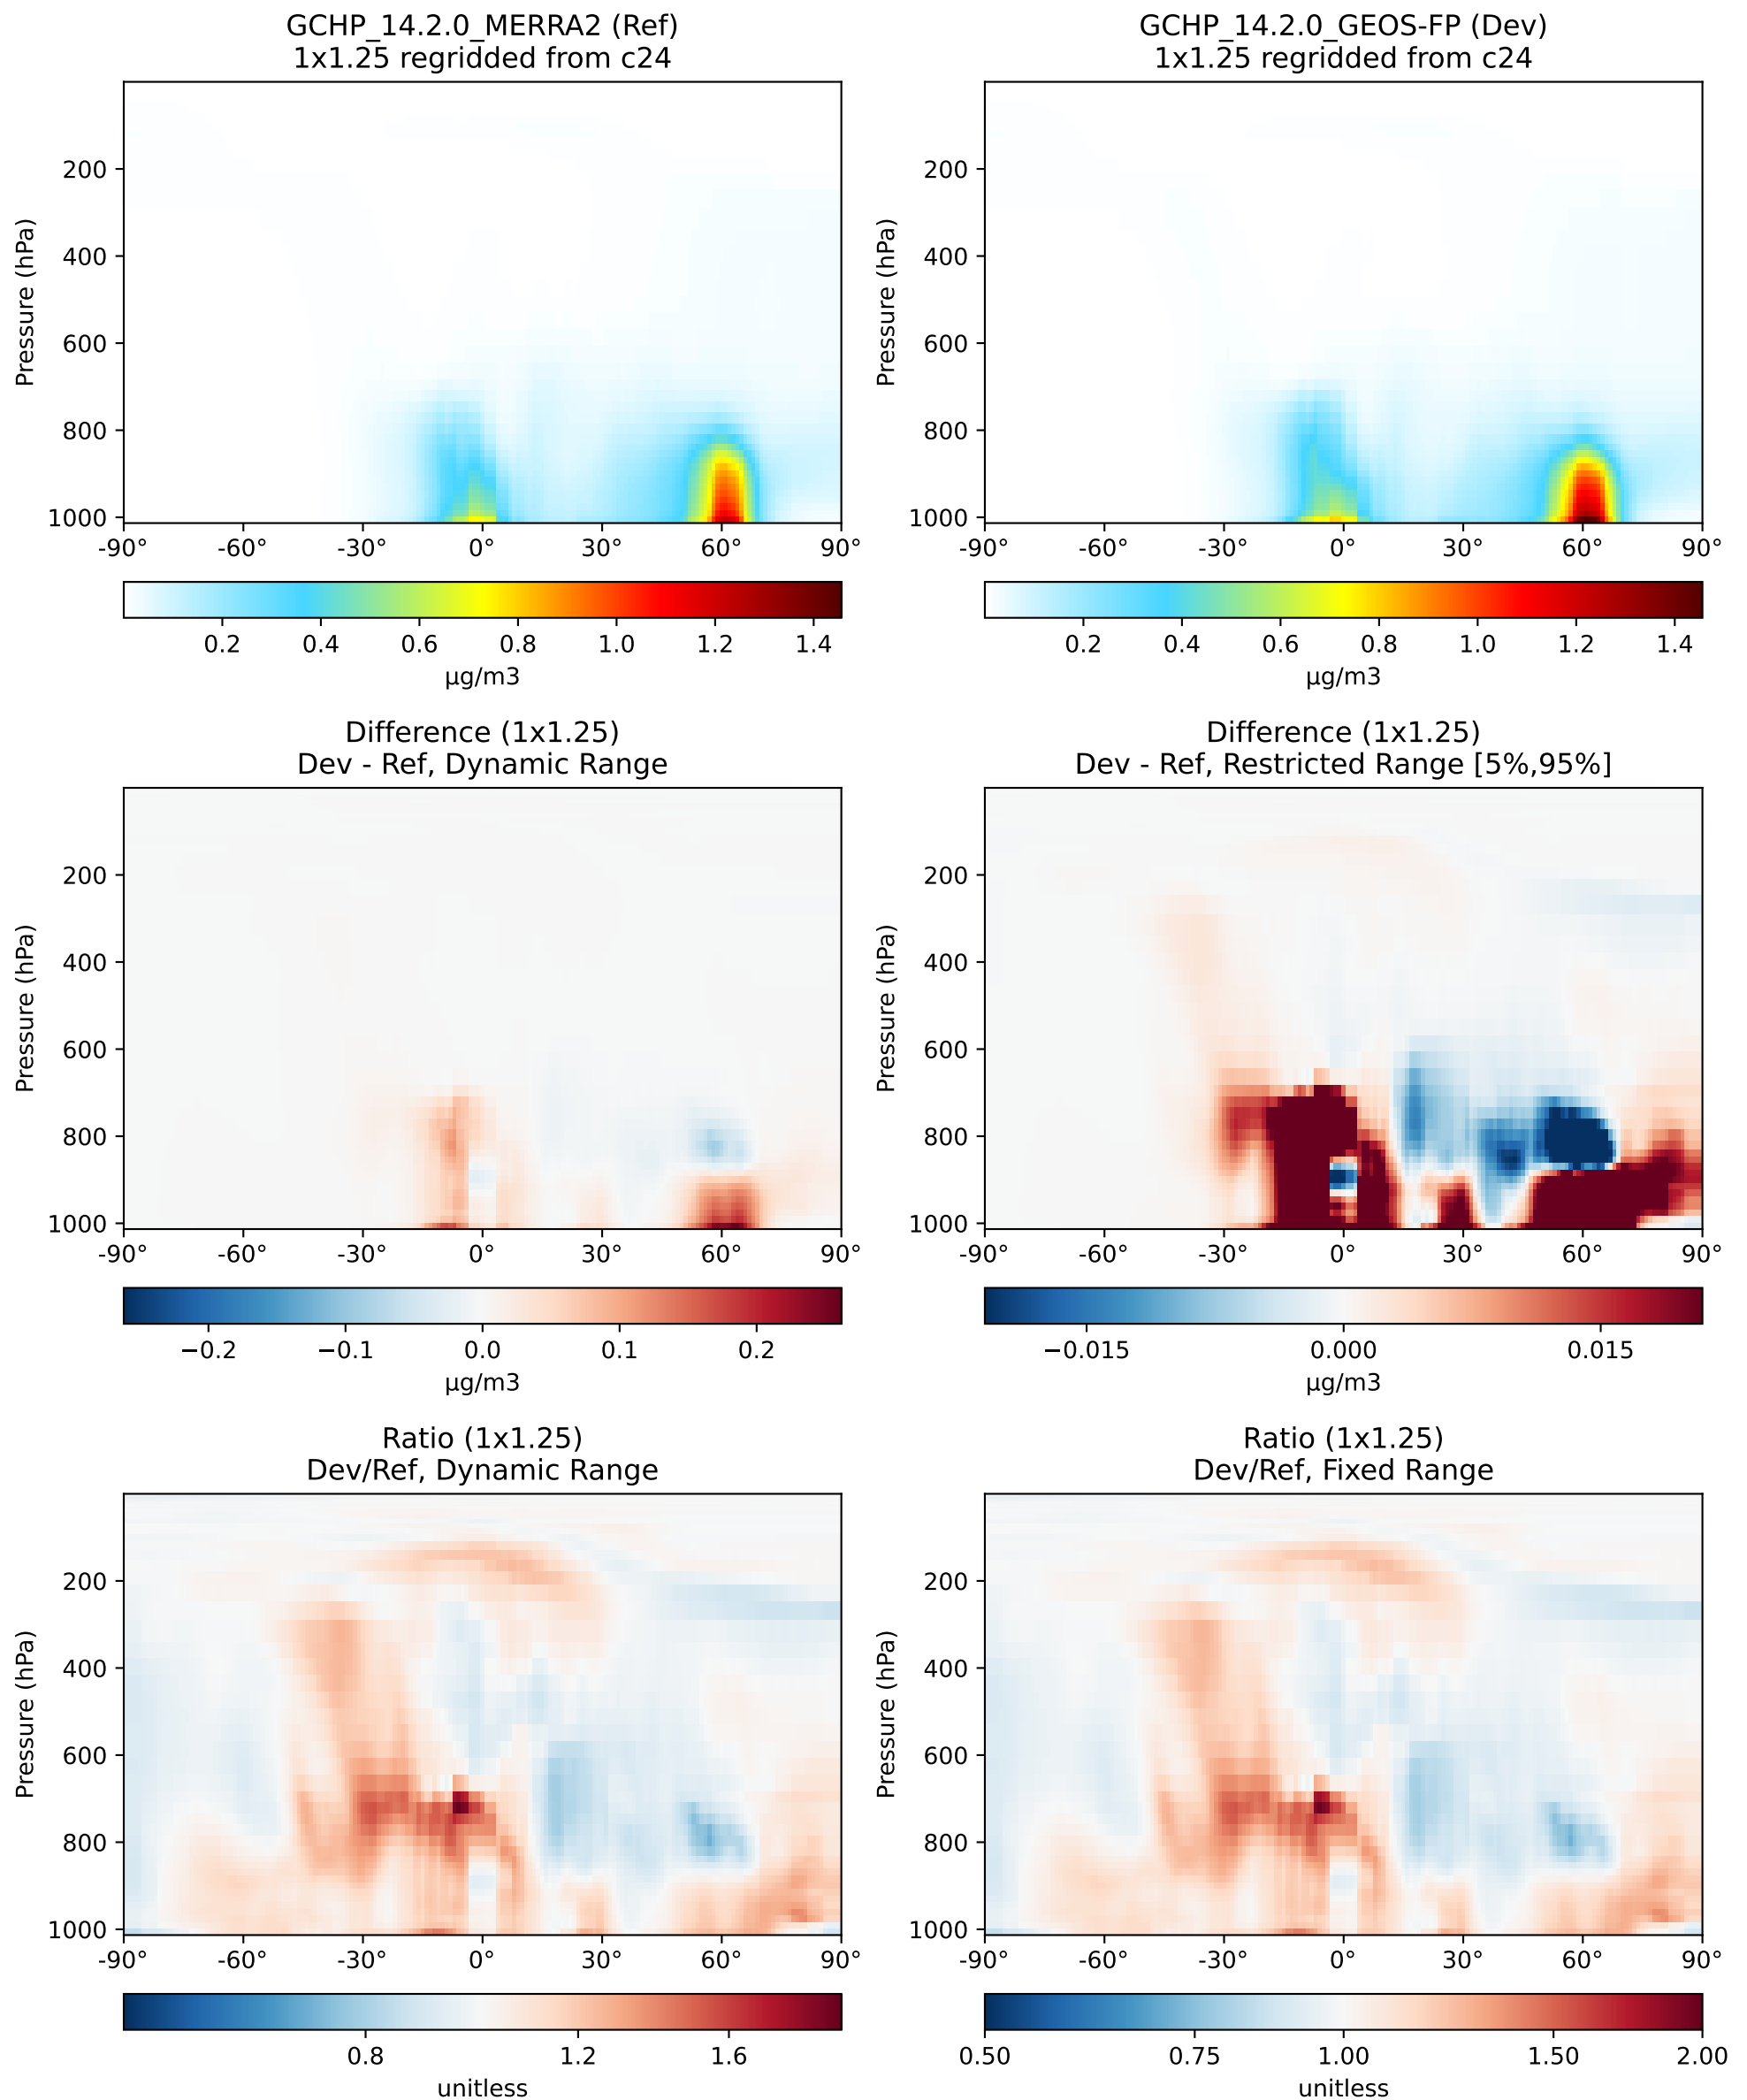 GCHP_14.2.0_MERRA2 (Ref)
1x1.25 regridded from c24
Pressure (hPa)
200
400
600
800
1000
-90° -60° -30° 0° 30° 60° 90°
0.2 0.4 0.6 0.8 1.0 1.2 1.4
µg/m3
GCHP_14.2.0_GEOS-FP (Dev)
1x1.25 regridded from c24
Pressure (hPa)
200
400
600
800
1000
-90° -60° -30° 0° 30° 60° 90°
0.2 0.4 0.6 0.8 1.0 1.2 1.4
µg/m3
Difference (1x1.25)
Dev - Ref, Dynamic Range
Pressure (hPa)
200
400
600
800
1000
-90° -60° -30° 0° 30° 60° 90°
−0.2 −0.1 0.0 0.1 0.2
µg/m3
Difference (1x1.25)
Dev - Ref, Restricted Range [5%,95%]
Pressure (hPa)
200
400
600
800
1000
-90° -60° -30° 0° 30° 60° 90°
−0.015 0.000 0.015
µg/m3
Ratio (1x1.25)
Dev/Ref, Dynamic Range
Pressure (hPa)
200
400
600
800
1000
-90° -60° -30° 0° 30° 60° 90°
0.8 1.2 1.6
unitless
Ratio (1x1.25)
Dev/Ref, Fixed Range
Pressure (hPa)
200
400
600
800
1000
-90° -60° -30° 0° 30° 60° 90°
0.50 0.75 1.00 1.50 2.00
unitless